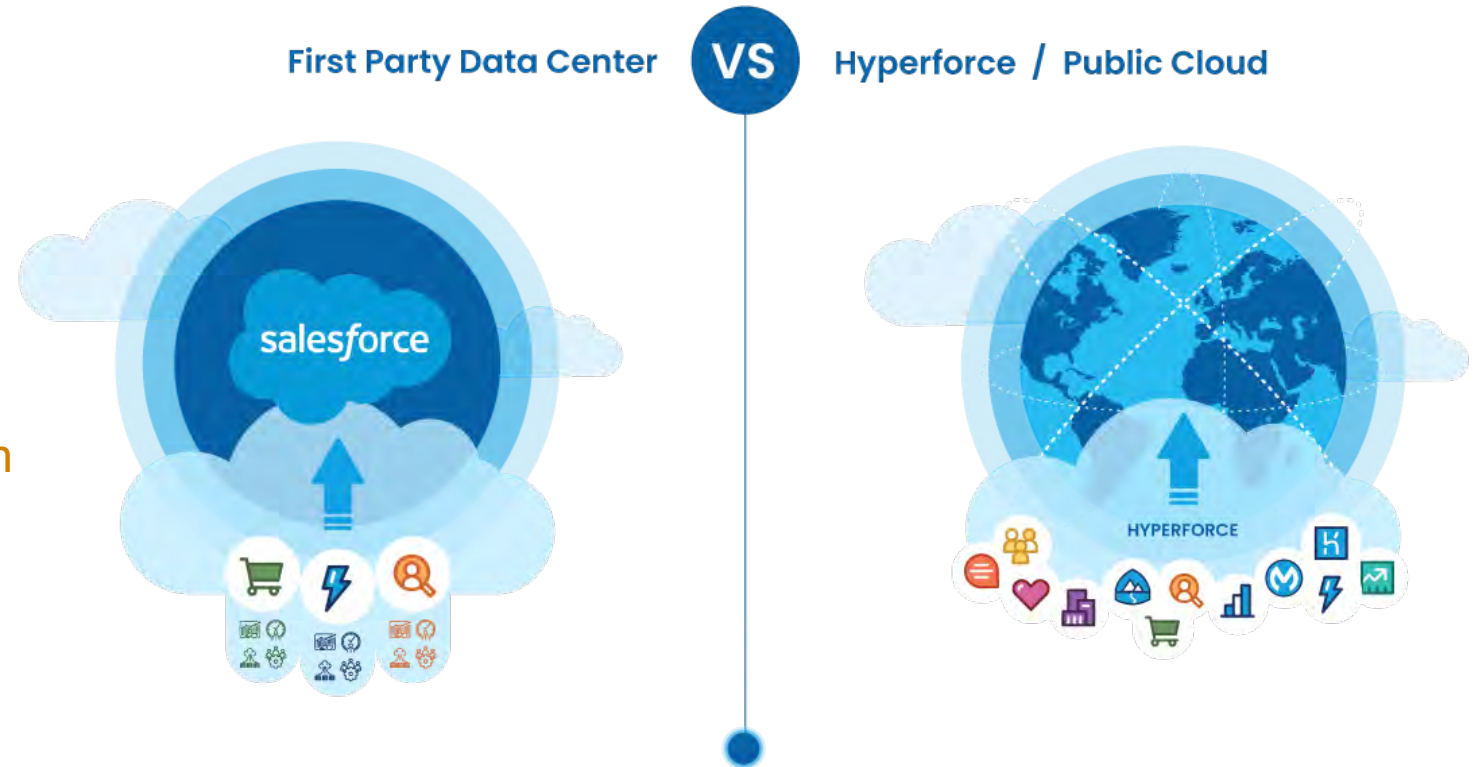 First Party Data Center VS Hyperforce / Public Cloud
salesforce
n
HYPERFORCE